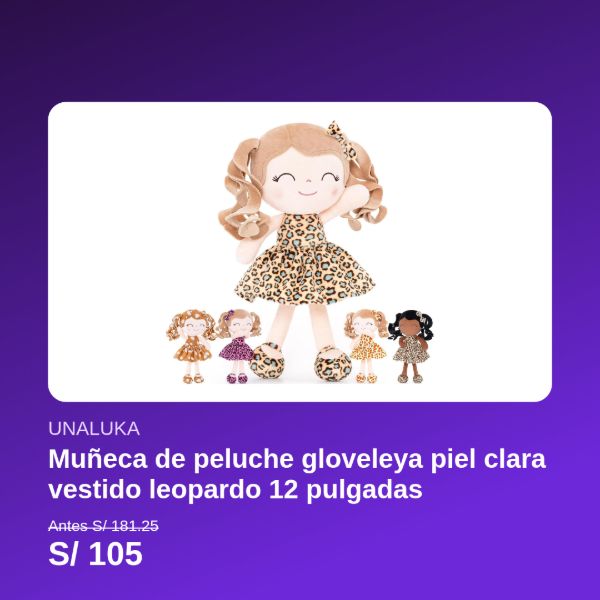 UNALUKA
Muñeca de peluche gloveleya piel clara
vestido leopardo 12 pulgadas
Antes S/ 181.25
S/ 105